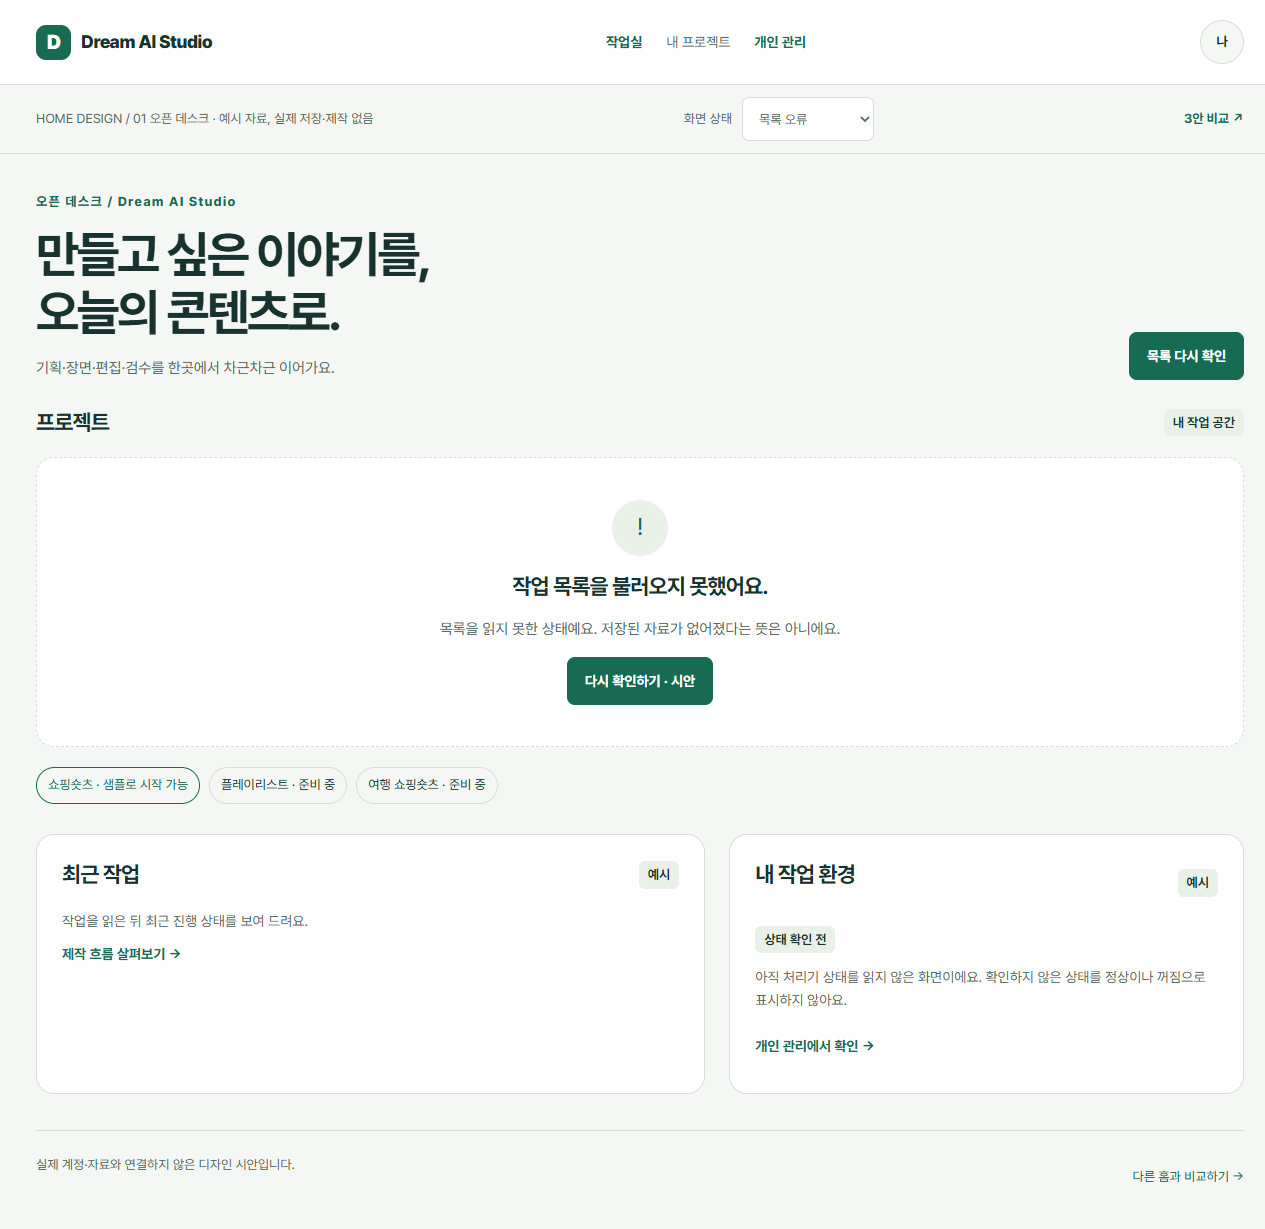 D Dream AI Studio
작업실 내 프로젝트 개인 관리
나
HOME DESIGN / 01 오픈 데스크 · 예시 자료, 실제 저장·제작 없음
화면 상태 목록 오류
3안 비교 ↗
오픈 데스크 / Dream AI Studio
만들고 싶은 이야기를,
오늘의 콘텐츠로.
기획·장면·편집·검수를 한곳에서 차근차근 이어가요.
목록 다시 확인
프로젝트
내 작업 공간
!
작업 목록을 불러오지 못했어요.
목록을 읽지 못한 상태예요. 저장된 자료가 없어졌다는 뜻은 아니에요.
다시 확인하기 · 시안
쇼핑숏츠 · 샘플로 시작 가능
플레이리스트 · 준비 중
여행 쇼핑숏츠 · 준비 중
최근 작업
예시
작업을 읽은 뒤 최근 진행 상태를 보여 드려요.
제작 흐름 살펴보기 →
내 작업 환경
예시
상태 확인 전
아직 처리기 상태를 읽지 않은 화면이에요. 확인하지 않은 상태를 정상이나 꺼짐으로
표시하지 않아요.
개인 관리에서 확인 →
실제 계정·자료와 연결하지 않은 디자인 시안입니다.
다른 홈과 비교하기 →